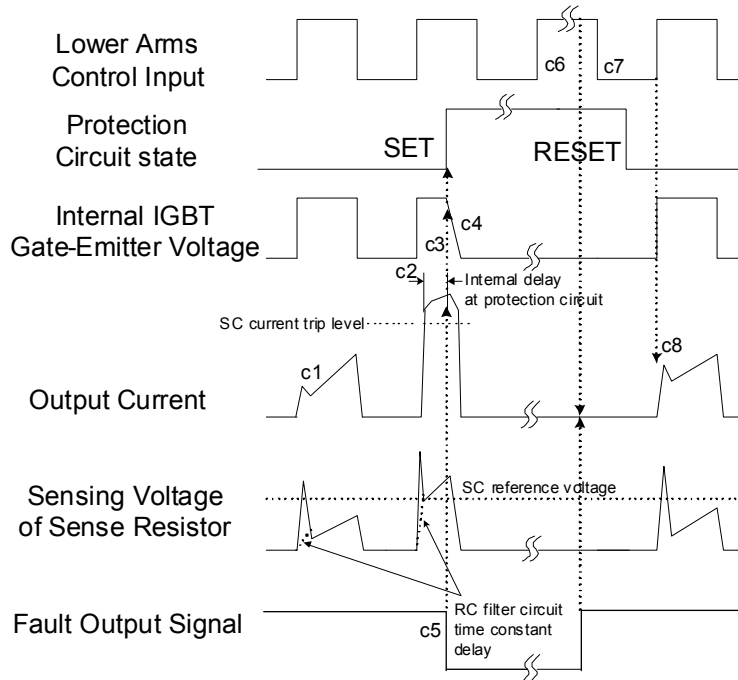 Lower Arms
Control Input
c6
c7
Protection
Circuit state
SET
RESET
Internal IGBT
Gate-Emitter Voltage
c4
c3
c2
Internal delay
at protection circuit
SC current trip level
c1
c8
Output Current
SC reference voltage
Sensing Voltage
of Sense Resistor
Fault Output Signal
c5
RC filter circuit
time constant
delay